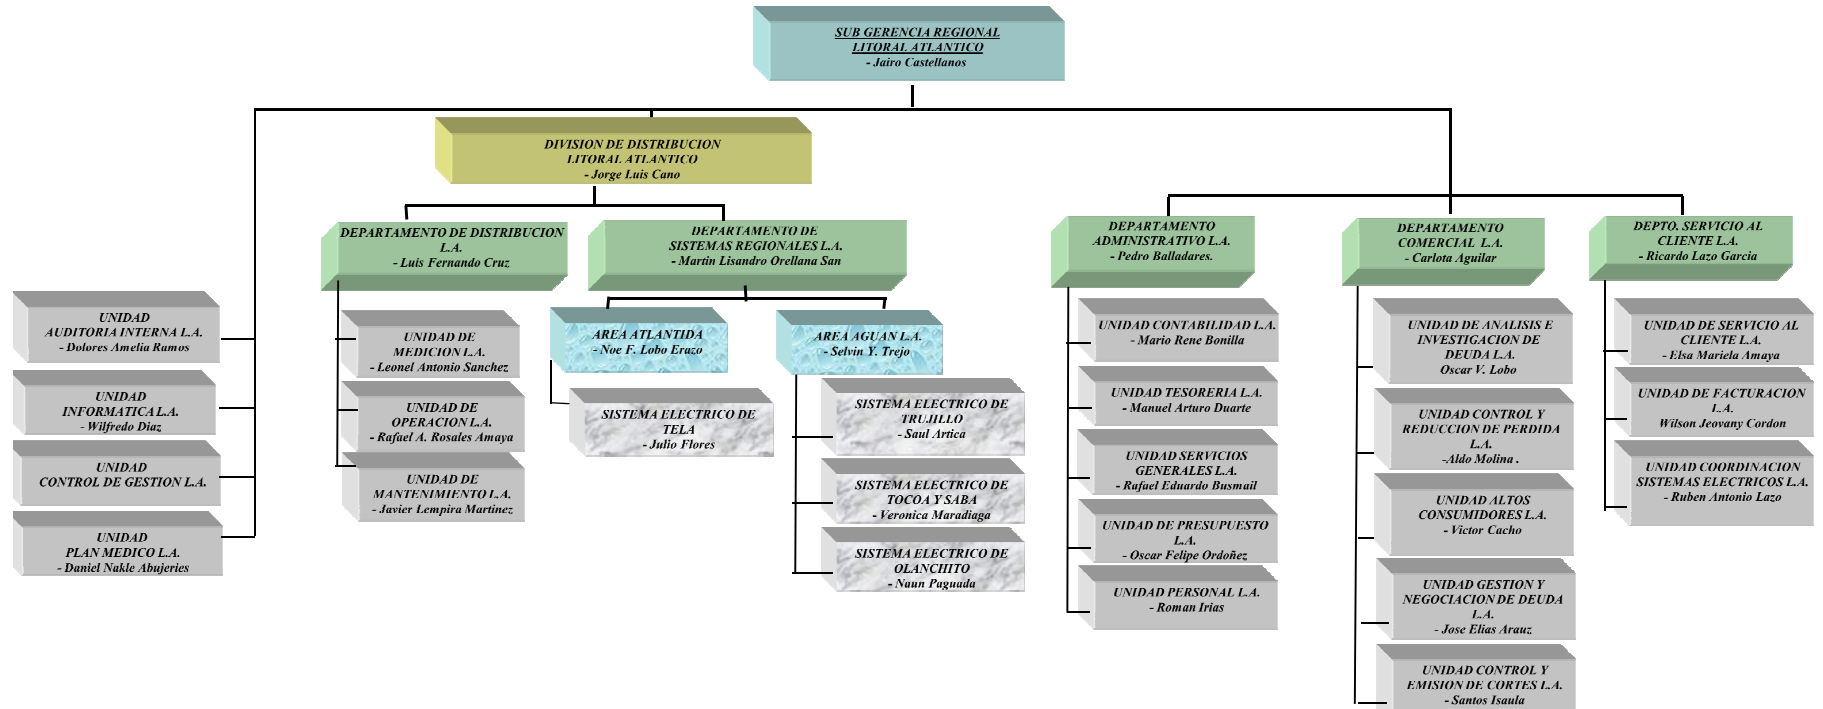 SUB GERENCIA REGIONAL
LITORAL ATLANTICO
- Jairo Castellanos
DIVISION DE DISTRIBUCION
LITORAL ATLANTICO
- Jorge Luis Cano
DEPARTAMENTO DE DISTRIBUCION
L.A.
- Luis Fernando Cruz
DEPARTAMENTO DE
SISTEMAS REGIONALES L.A.
- Martin Lisandro Orellana San
DEPARTAMENTO
ADMINISTRATIVO L.A.
- Pedro Balladares.
DEPARTAMENTO
COMERCIAL L.A.
- Carlota Aguilar
DEPTO. SERVICIO AL
CLIENTE L.A.
- Ricardo Lazo Garcia
UNIDAD
AUDITORIA INTERNA L.A.
- Dolores Amelia Ramos
UNIDAD
INFORMATICA L.A.
- Wilfredo Diaz
UNIDAD
CONTROL DE GESTION L.A.
UNIDAD
PLAN MEDICO L.A.
- Daniel Nakle Abujeries
UNIDAD DE
MEDICION L.A.
- Leonel Antonio Sanchez
UNIDAD DE
OPERACION L.A.
- Rafael A. Rosales Amaya
UNIDAD DE
MANTENIMIENTO L.A.
- Javier Lempira Martinez
AREA ATLANTIDA
- Noe F. Lobo Erazo
SISTEMA ELECTRICO DE
TELA
- Julio Flores
AREA AGUAN L.A.
- Selvin Y. Trejo
SISTEMA ELECTRICO DE
TRUJILLO
- Saul Artica
SISTEMA ELECTRICO DE
TOCOA Y SABA
- Veronica Maradiaga
SISTEMA ELECTRICO DE
OLANCHITO
- Naun Paguada
UNIDAD CONTABILIDAD L.A.
- Mario Rene Bonilla
UNIDAD TESORERIA L.A.
- Manuel Arturo Duarte
UNIDAD SERVICIOS
GENERALES L.A.
- Rafael Eduardo Busmail
UNIDAD DE PRESUPUESTO
L.A.
- Oscar Felipe Ordoñez
UNIDAD PERSONAL L.A.
- Roman Irias
UNIDAD DE ANALISIS E
INVESTIGACION DE
DEUDA L.A.
Oscar V. Lobo
UNIDAD CONTROL Y
REDUCCION DE PERDIDA
L.A.
-Aldo Molina .
UNIDAD ALTOS
CONSUMIDORES L.A.
- Victor Cacho
UNIDAD GESTION Y
NEGOCIACION DE DEUDA
L.A.
- Jose Elias Arauz
UNIDAD CONTROL Y
EMISION DE CORTES L.A.
- Santos Isaula
UNIDAD DE SERVICIO AL
CLIENTE L.A.
- Elsa Mariela Amaya
UNIDAD DE FACTURACION
L.A.
Wilson Jeovany Cordon
UNIDAD COORDINACION
SISTEMAS ELECTRICOS L.A.
- Ruben Antonio Lazo